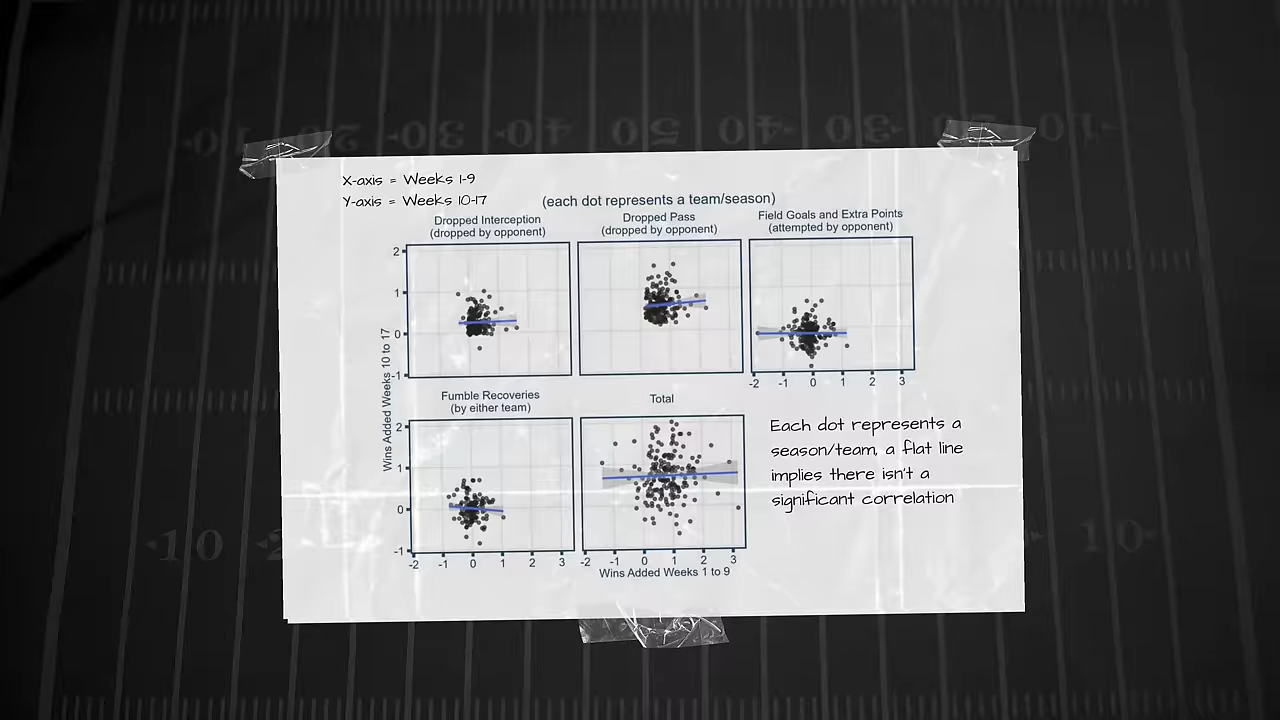 X-axis = Weeks 1-9
Y-axis = Weeks 10-17
(each dot represents a team/season)
Dropped Interception
(dropped by opponent)
Dropped Pass
(dropped by opponent)
Field Goals and Extra Points
(attempted by opponent)
2
1
0
-1
-2 -1 0 1 2 3
Wins Added Weeks 10 to 17
Fumble Recoveries
(by either team)
Total
2
1
0
-1
-2 -1 0 1 2 3
-2 -1 0 1 2 3
Wins Added Weeks 1 to 9
Each dot represents a
season/team, a flat line
implies there isn't a
significant correlation